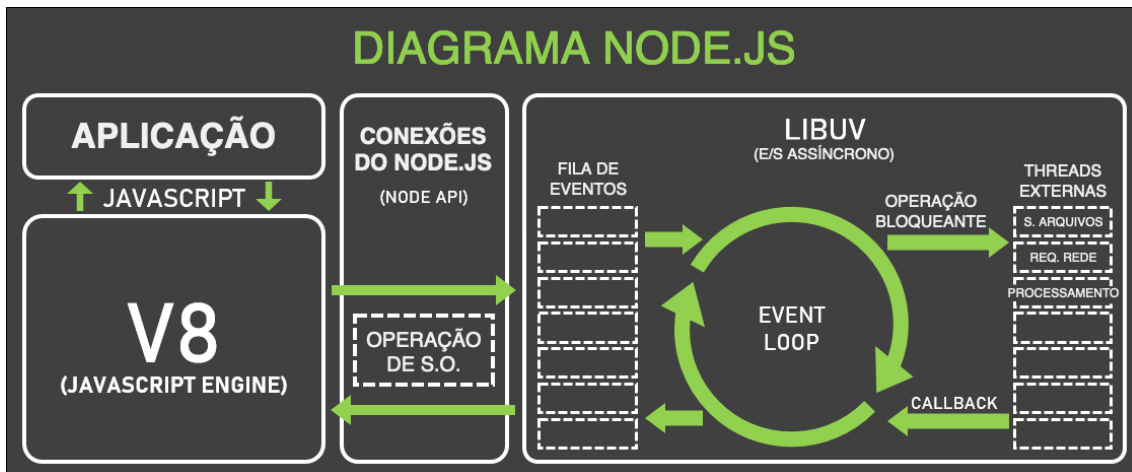 DIAGRAMA NODE.JS
APLICAÇÃO
JAVASCRIPT
V8
(JAVASCRIPT ENGINE)
CONEXÕES
DO NODE.JS
(NODE API)
OPERAÇÃO
DE S.O.
LIBUV
(E/S ASSÍNCRONO)
FILA DE
EVENTOS
EVENT
LOOP
OPERAÇÃO
BLOQUEANTE
THREADS
EXTERNAS
S. ARQUIVOS
REQ. REDE
PROCESSAMENTO
CALLBACK